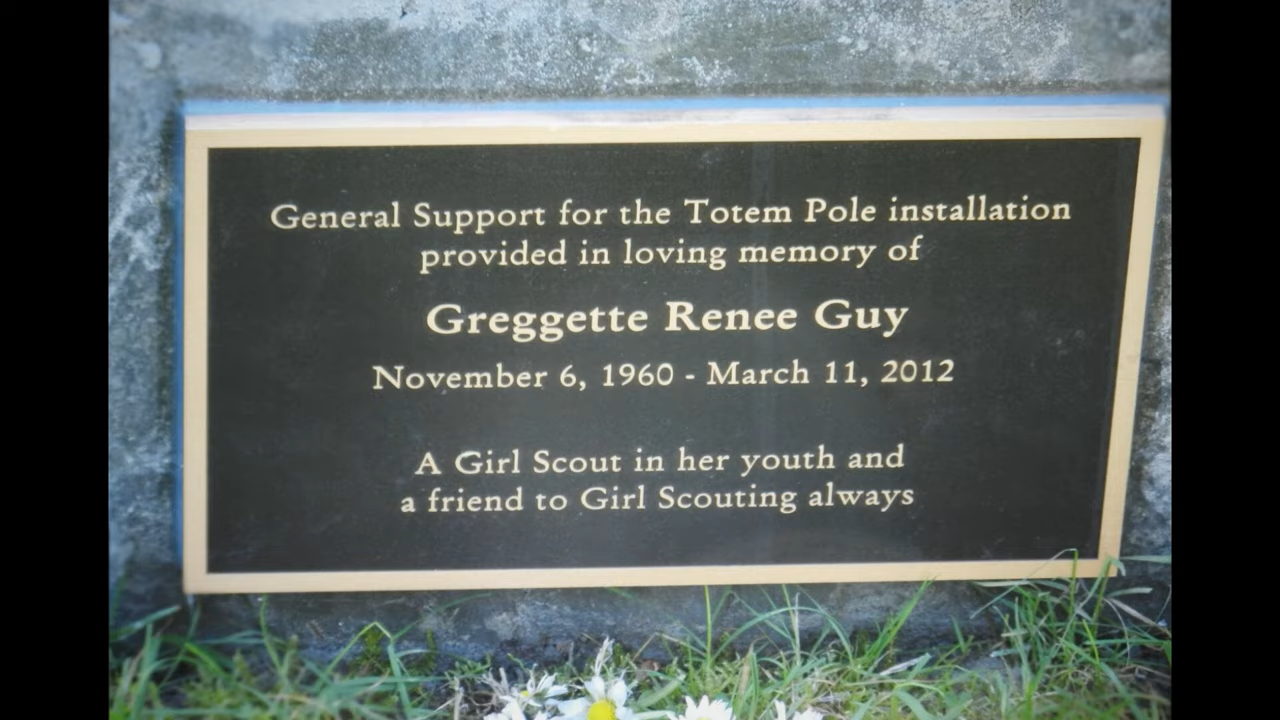 General Support for the Totem Pole installation
provided in loving memory of
Greggette Renee Guy
November 6, 1960 - March 11, 2012
A Girl Scout in her youth and
a friend to Girl Scouting always